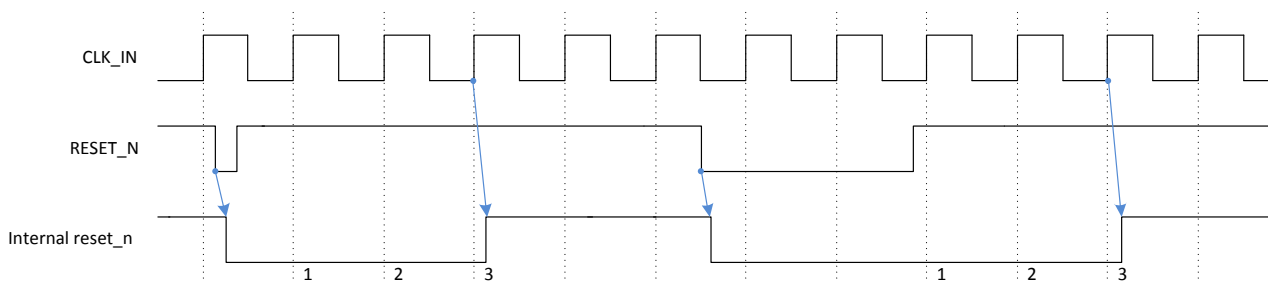 CLK_IN
RESET_N
Internal reset_n
1 2 3 1 2 3